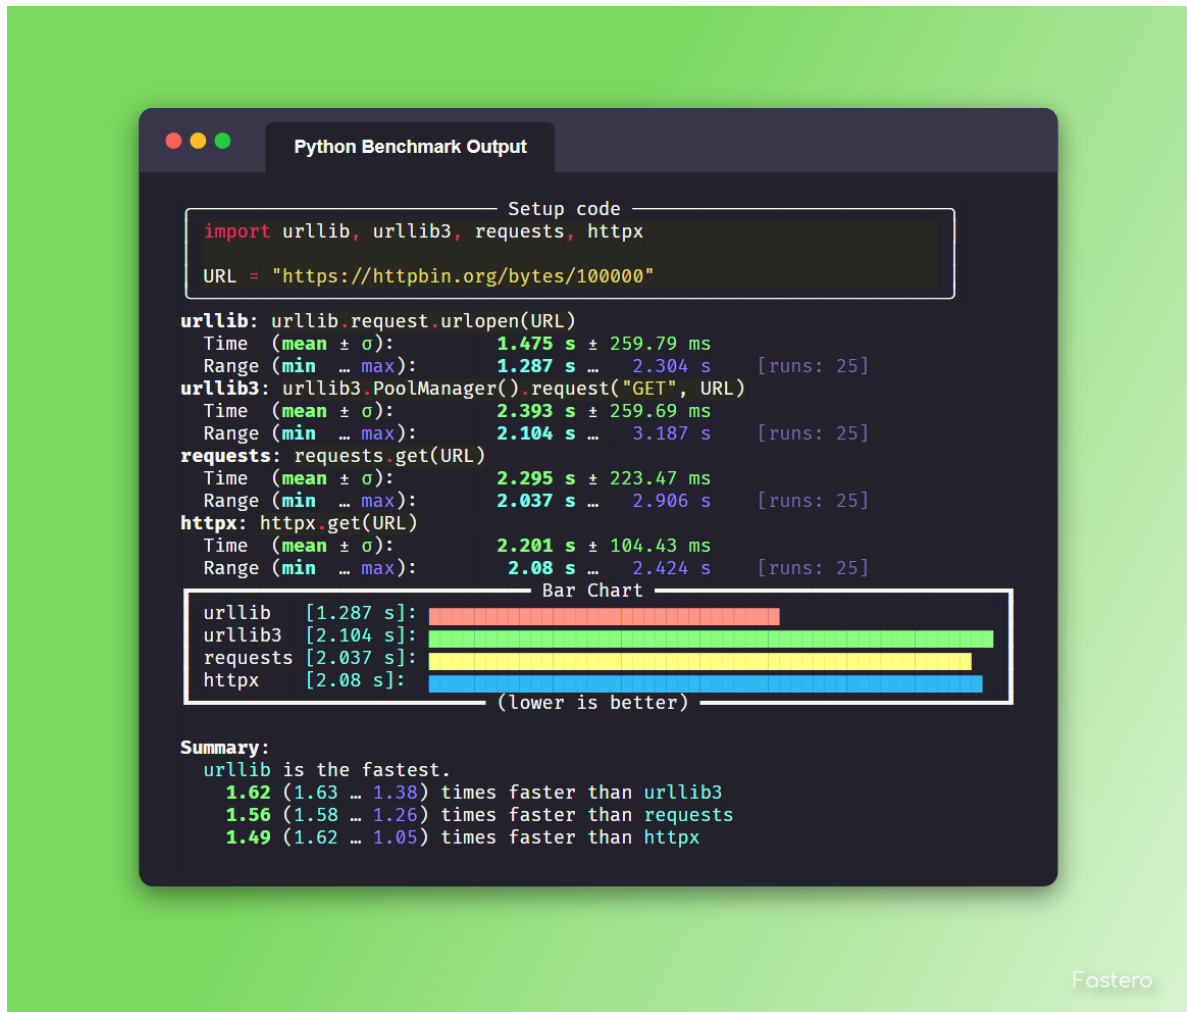 Python Benchmark Output
Setup code
import urllib, urllib3, requests, httpx
URL = "https://httpbin.org/bytes/100000"
urllib: urllib.request.urlopen(URL)
Time (mean ± σ): 1.475 s ± 259.79 ms
Range (min … max): 1.287 s … 2.304 s [runs: 25]
urllib3: urllib3.PoolManager().request("GET", URL)
Time (mean ± σ): 2.393 s ± 259.69 ms
Range (min … max): 2.104 s … 3.187 s [runs: 25]
requests: requests.get(URL)
Time (mean ± σ): 2.295 s ± 223.47 ms
Range (min … max): 2.037 s … 2.906 s [runs: 25]
httpx: httpx.get(URL)
Time (mean ± σ): 2.201 s ± 104.43 ms
Range (min … max): 2.08 s … 2.424 s [runs: 25]
Bar Chart
urllib [1.287 s]:
urllib3 [2.104 s]:
requests [2.037 s]:
httpx [2.08 s]:
(lower is better)
Summary:
urllib is the fastest.
1.62 (1.63 … 1.38) times faster than urllib3
1.56 (1.58 … 1.26) times faster than requests
1.49 (1.62 … 1.05) times faster than httpx
Fastero